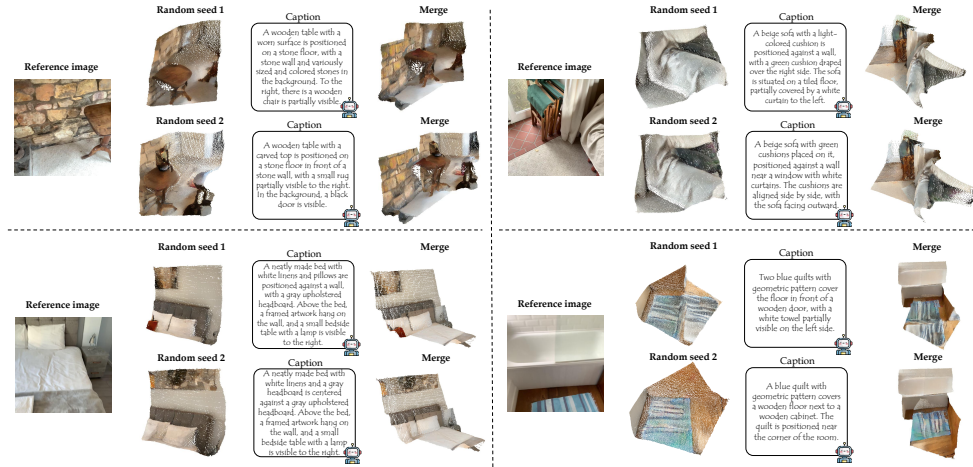 Random seed 1
Caption
Merge
A wooden table with a
worn surface is positioned
on a stone floor, with a
stone wall and variously
sized and colored stones in
the background. To the
right, there is a wooden
chair is partially visible.
Reference image
Random seed 2
Caption
Merge
A wooden table with a
carved top is positioned on
a stone floor in front of a
stone wall, with a small rug
partially visible to the right.
In the background, a black
door is visible.
Random seed 1
Caption
Merge
A beige sofa with a light-
colored cushion is
positioned against a wall,
with a green cushion draped
over the right side. The sofa
is situated on a tiled floor,
partially covered by a white
curtain to the left.
Reference image
Random seed 2
Caption
Merge
A beige sofa with green
cushions placed on it,
positioned against a wall
near a window with white
curtains. The cushions are
aligned side by side, with
the sofa facing outward.
Random seed 1
Caption
Merge
A neatly made bed with
white linens and pillows are
positioned against a wall,
with a gray upholstered
headboard. Above the bed,
a framed artwork hang on
the wall, and a small bedside
table with a lamp is visible
to the right.
Reference image
Random seed 2
Caption
Merge
A neatly made bed with
white linens and a gray
headboard is centered
against a gray upholstered
headboard. Above the bed,
a framed artwork hang on
the wall, and a small
bedside table with a lamp
is visible to the right.
Random seed 1
Caption
Merge
Two blue quilts with
geometric pattern cover
the floor in front of a
wooden door, with a
white towel partially
visible on the left side.
Reference image
Random seed 2
Caption
Merge
A blue quilt with
geometric pattern covers
a wooden floor next to a
wooden cabinet. The
quilt is positioned near
the corner of the room.